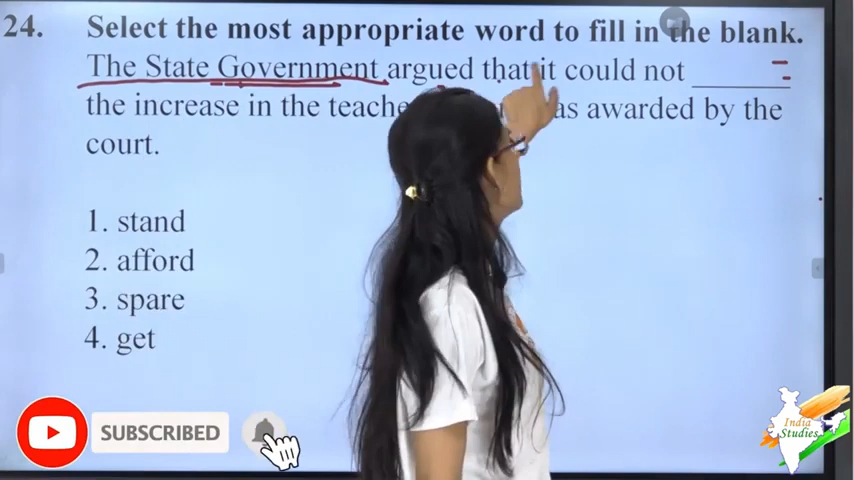 24. Select the most appropriate word to fill in the blank.
The State Government argued that it could not ________
the increase in the as awarded by the
court.
1. stand
2. afford
3. spare
4. get
SUBSCRIBED
India
Studies